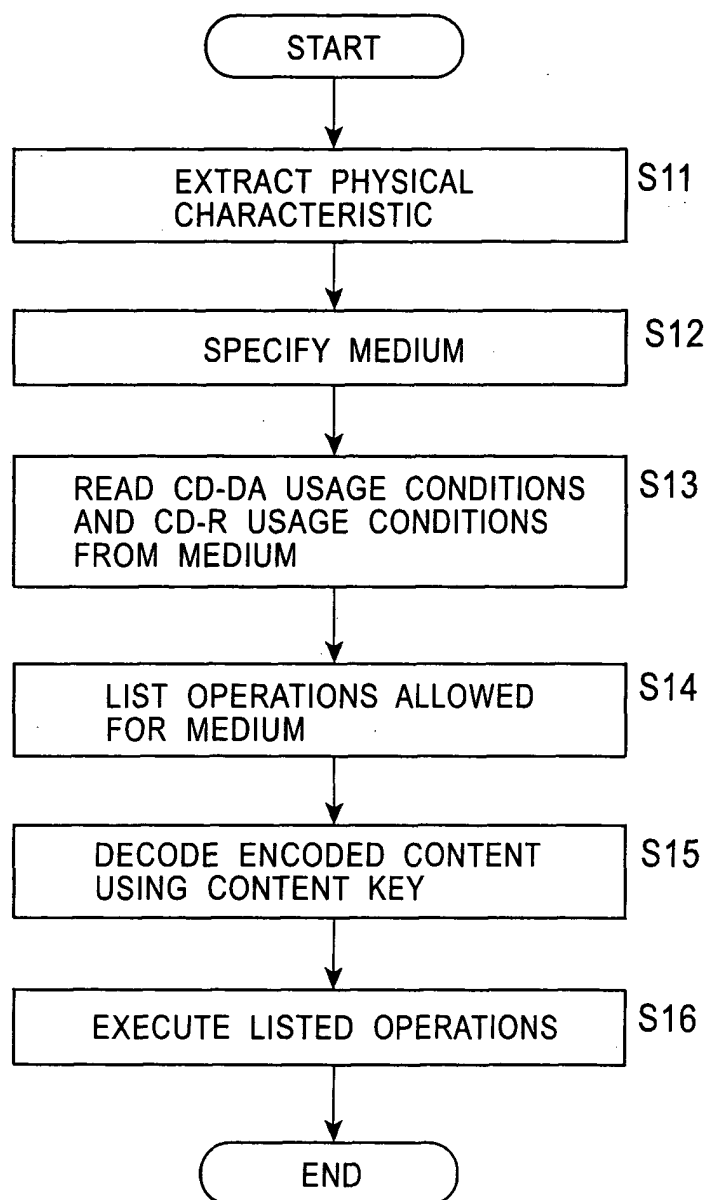 START
EXTRACT PHYSICAL
CHARACTERISTIC
S11
SPECIFY MEDIUM
S12
READ CD-DA USAGE CONDITIONS
AND CD-R USAGE CONDITIONS
FROM MEDIUM
S13
LIST OPERATIONS ALLOWED
FOR MEDIUM
S14
DECODE ENCODED CONTENT
USING CONTENT KEY
S15
EXECUTE LISTED OPERATIONS
S16
END